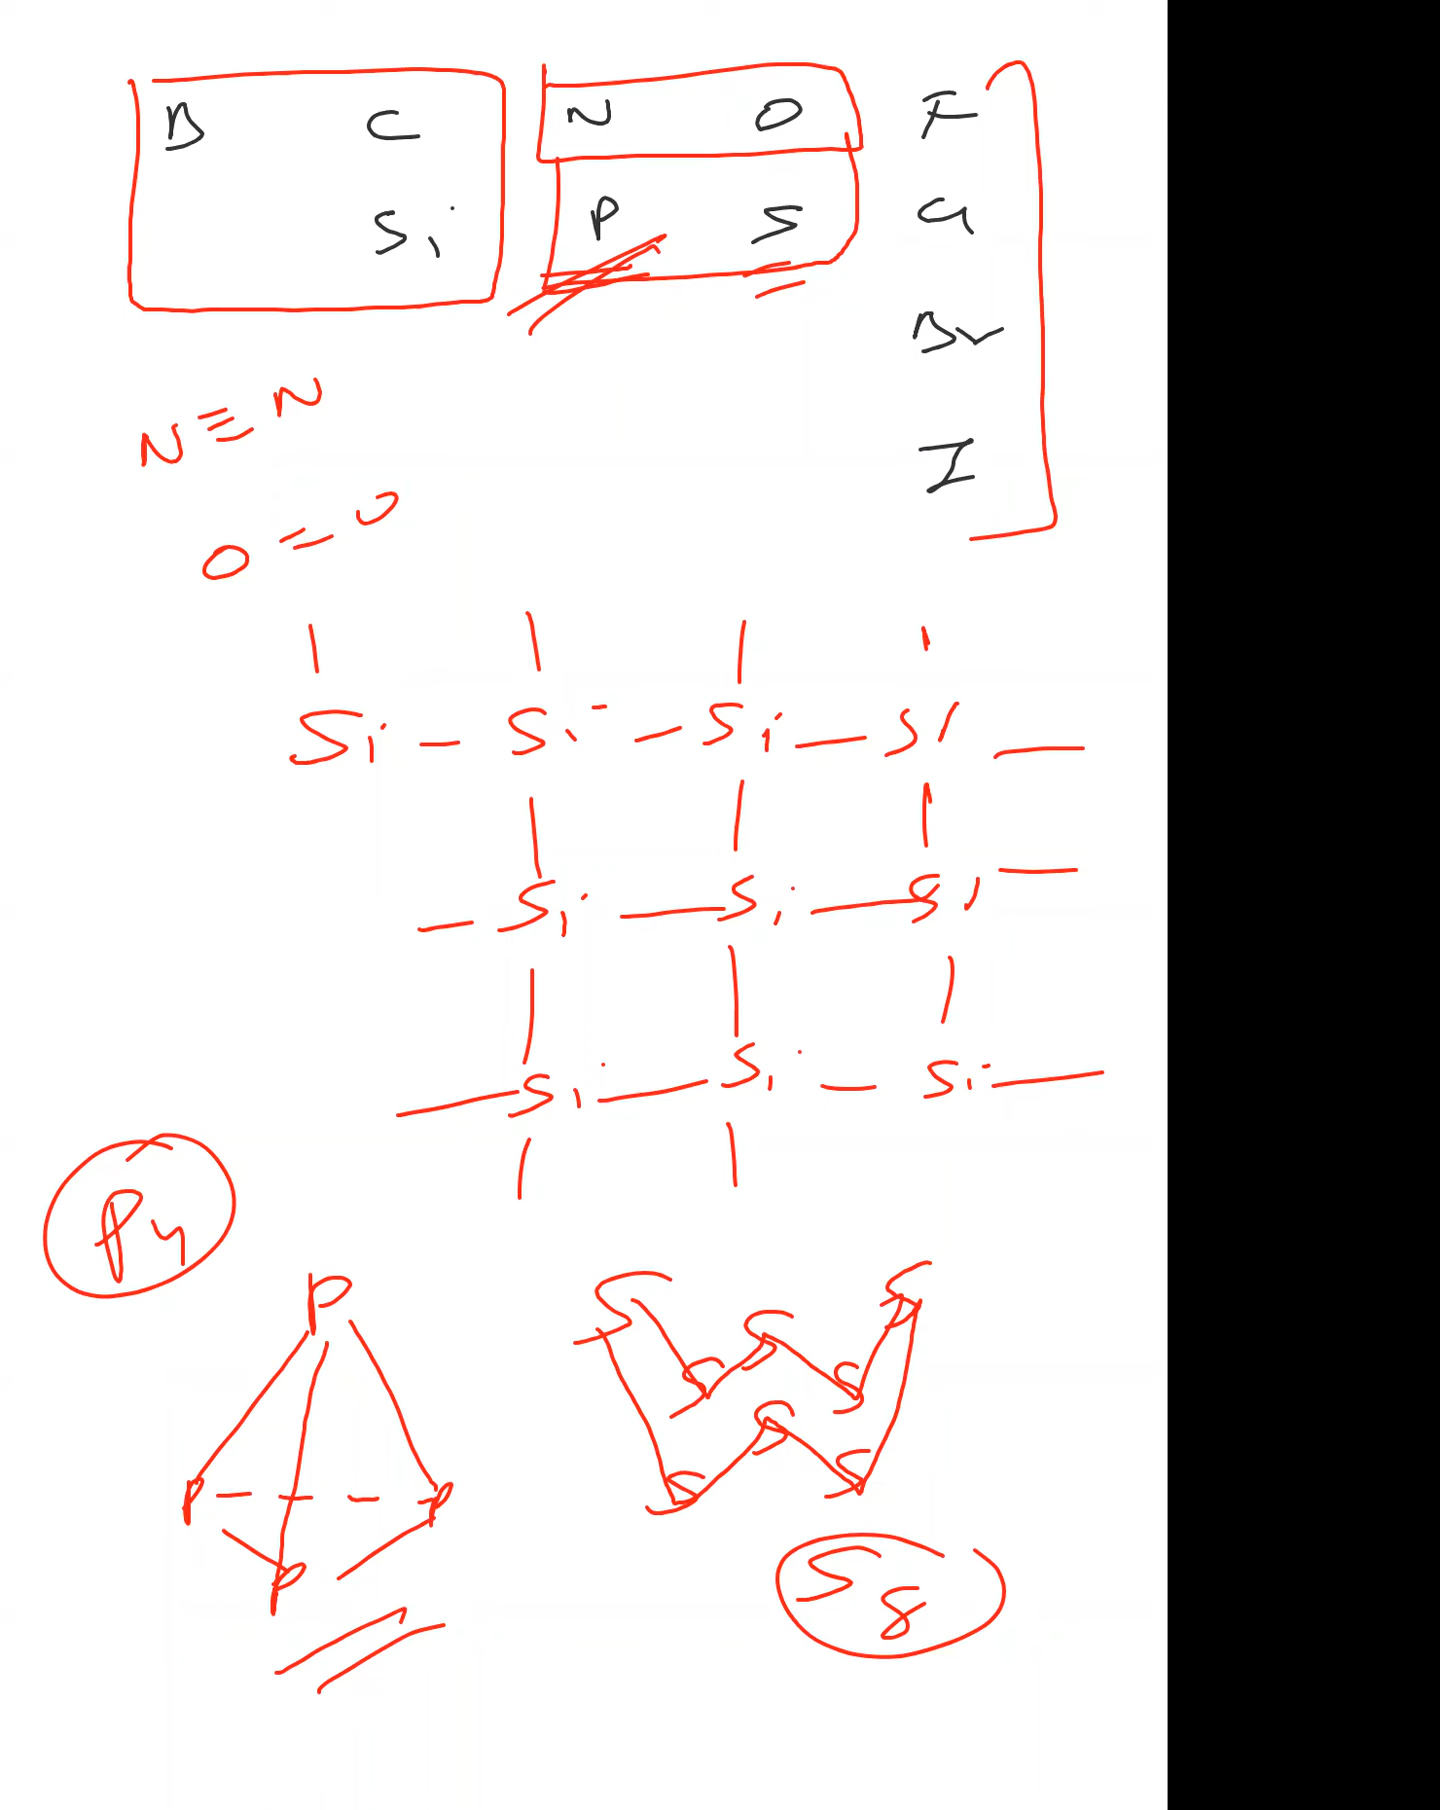 B C N O F
Si P S Cl
Br
I
N≡N
O=O
Si - Si - Si - Si -
- Si - Si - Si -
- Si - Si - Si -
P4
P
P P
P
S S S
S S
S
S S
S8